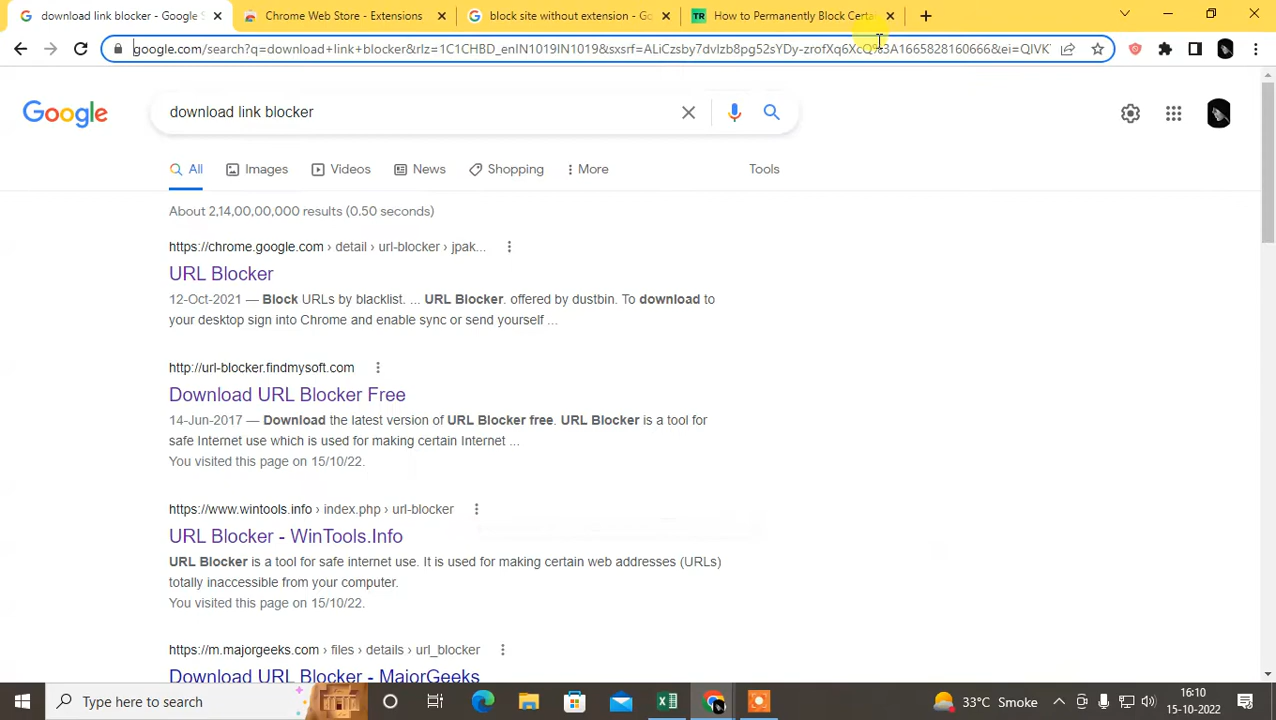 download link blocker - Google S
Chrome Web Store - Extensions
block site without extension - Go
TR
How to Permanently Block Certa
google.com/search?q=download+link+blocker&rlz=1C1CHBD_enIN1019IN1019&sxsrf=ALiCzsby7dvIzb8pg52sYDy-zrofXq6XcQ%3A1665828160666&ei=QIVK
Google
download link blocker
All
Images
Videos
News
Shopping
More
Tools
About 2,14,00,00,000 results (0.50 seconds)
https://chrome.google.com › detail › url-blocker › jpak...
URL Blocker
12-Oct-2021 — Block URLs by blacklist. ... URL Blocker. offered by dustbin. To download to
your desktop sign into Chrome and enable sync or send yourself ...
http://url-blocker.findmysoft.com
Download URL Blocker Free
14-Jun-2017 — Download the latest version of URL Blocker free. URL Blocker is a tool for
safe Internet use which is used for making certain Internet ...
You visited this page on 15/10/22.
https://www.wintools.info › index.php › url-blocker
URL Blocker - WinTools.Info
URL Blocker is a tool for safe internet use. It is used for making certain web addresses (URLs)
totally inaccessible from your computer.
You visited this page on 15/10/22.
https://m.majorgeeks.com › files › details › url_blocker
Download URL Blocker - MajorGeeks
Type here to search
33°C Smoke
16:10
15-10-2022